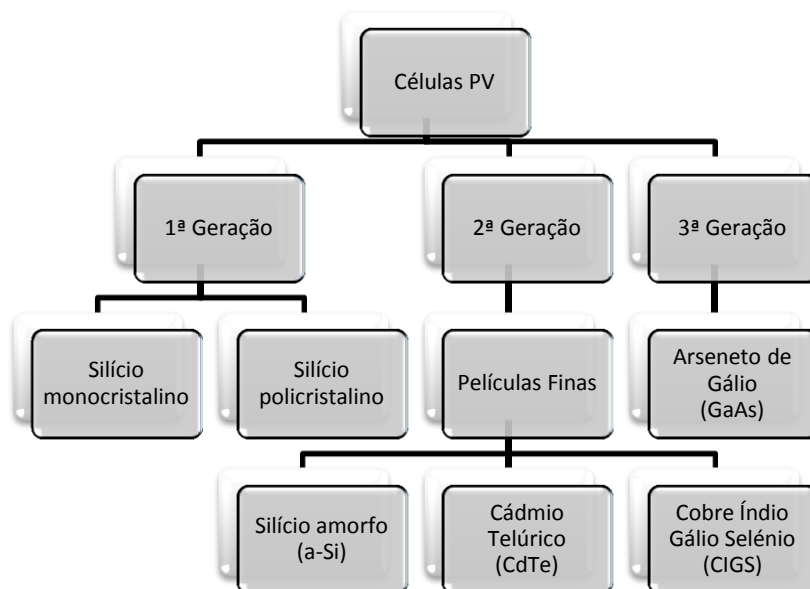 Células PV
1ª Geração
2ª Geração
3ª Geração
Silício
monocristalino
Silício
policristalino
Películas Finas
Arseneto de
Gálio
(GaAs)
Silício amorfo
(a-Si)
Cádmio
Telúrico
(CdTe)
Cobre Índio
Gálio Selénio
(CIGS)